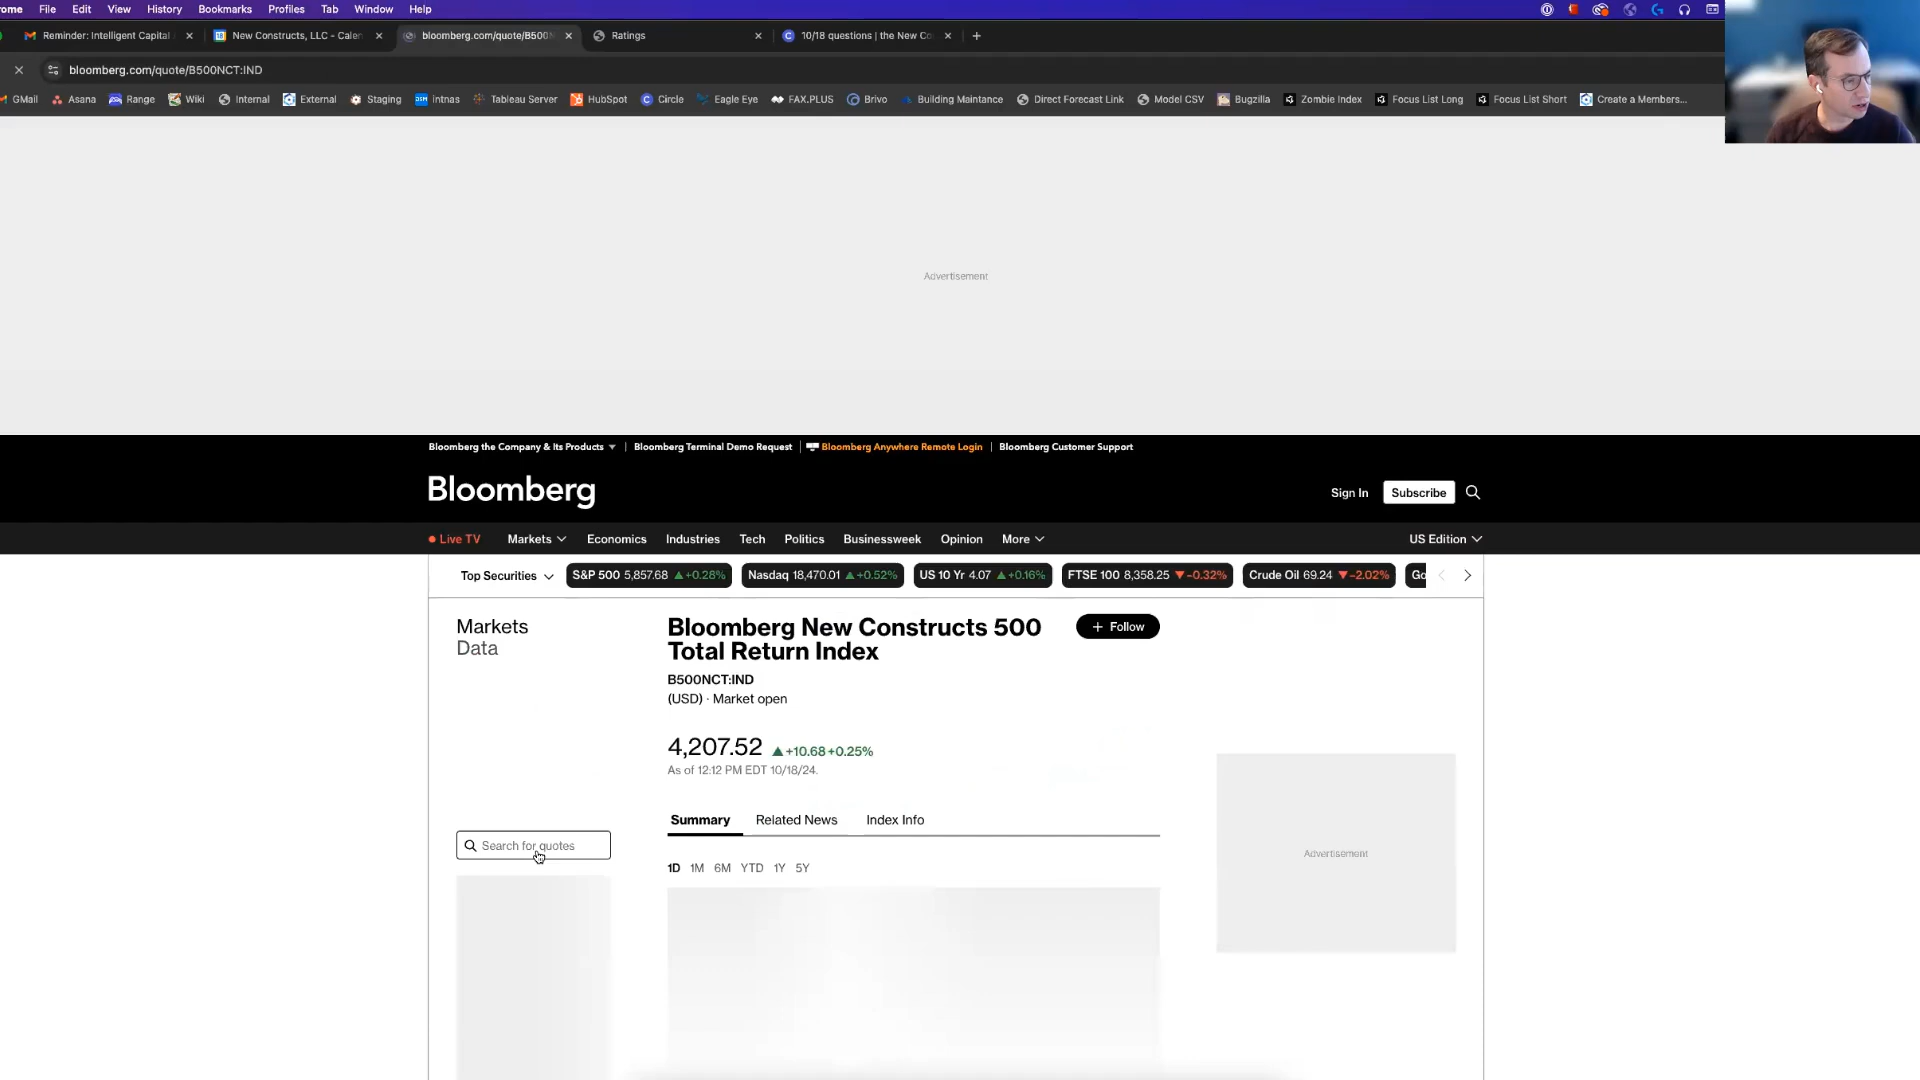 ome File Edit View History Bookmarks Profiles Tab Window Help
Reminder: Intelligent Capital
New Constructs, LLC - Calen
bloomberg.com/quote/B500N
Ratings
10/18 questions | the New Co
bloomberg.com/quote/B500NCT:IND
GMail Asana Range Wiki Internal External Staging intnas Tableau Server HubSpot Circle Eagle Eye FAX.PLUS Brivo Building Maintance Direct Forecast Link Model CSV Bugzilla Zombie Index Focus List Long Focus List Short Create a Members...
Advertisement
Bloomberg the Company & Its Products | Bloomberg Terminal Demo Request | Bloomberg Anywhere Remote Login | Bloomberg Customer Support
Bloomberg
Sign In Subscribe
Live TV Markets Economics Industries Tech Politics Businessweek Opinion More US Edition
Top Securities S&P 500 5,857.68 ▲+0.28% Nasdaq 18,470.01 ▲+0.52% US 10 Yr 4.07 ▲+0.16% FTSE 100 8,358.25 ▼-0.32% Crude Oil 69.24 ▼-2.02% Go
Markets
Data
Bloomberg New Constructs 500
Total Return Index
+ Follow
B500NCT:IND
(USD) · Market open
4,207.52 ▲+10.68 +0.25%
As of 12:12 PM EDT 10/18/24.
Summary Related News Index Info
Search for quotes
1D 1M 6M YTD 1Y 5Y
Advertisement